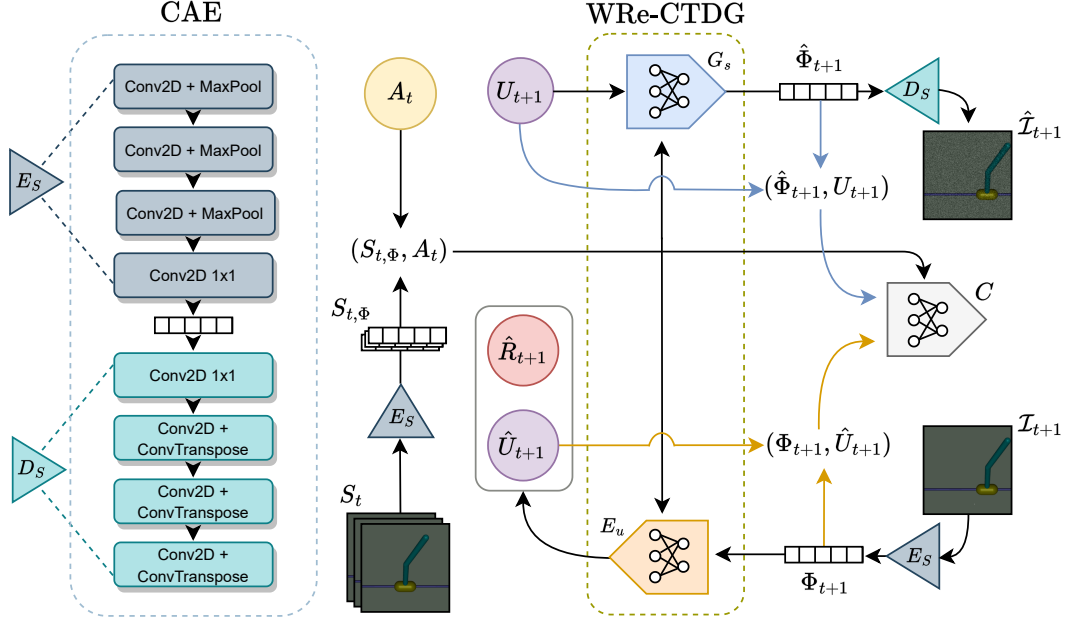 CAE
Conv2D + MaxPool
Conv2D + MaxPool
Conv2D + MaxPool
Conv2D 1x1
E_S
Conv2D 1x1
Conv2D +
ConvTranspose
Conv2D +
ConvTranspose
Conv2D +
ConvTranspose
D_S
A_t
(S_{t,Φ}, A_t)
S_{t,Φ}
E_S
S_t
WRe-CTDG
U_{t+1}
G_s
Φ̂_{t+1}
D_S
Î_{t+1}
(Φ̂_{t+1}, U_{t+1})
C
R̂_{t+1}
Û_{t+1}
(Φ_{t+1}, Û_{t+1})
I_{t+1}
E_u
Φ_{t+1}
E_S